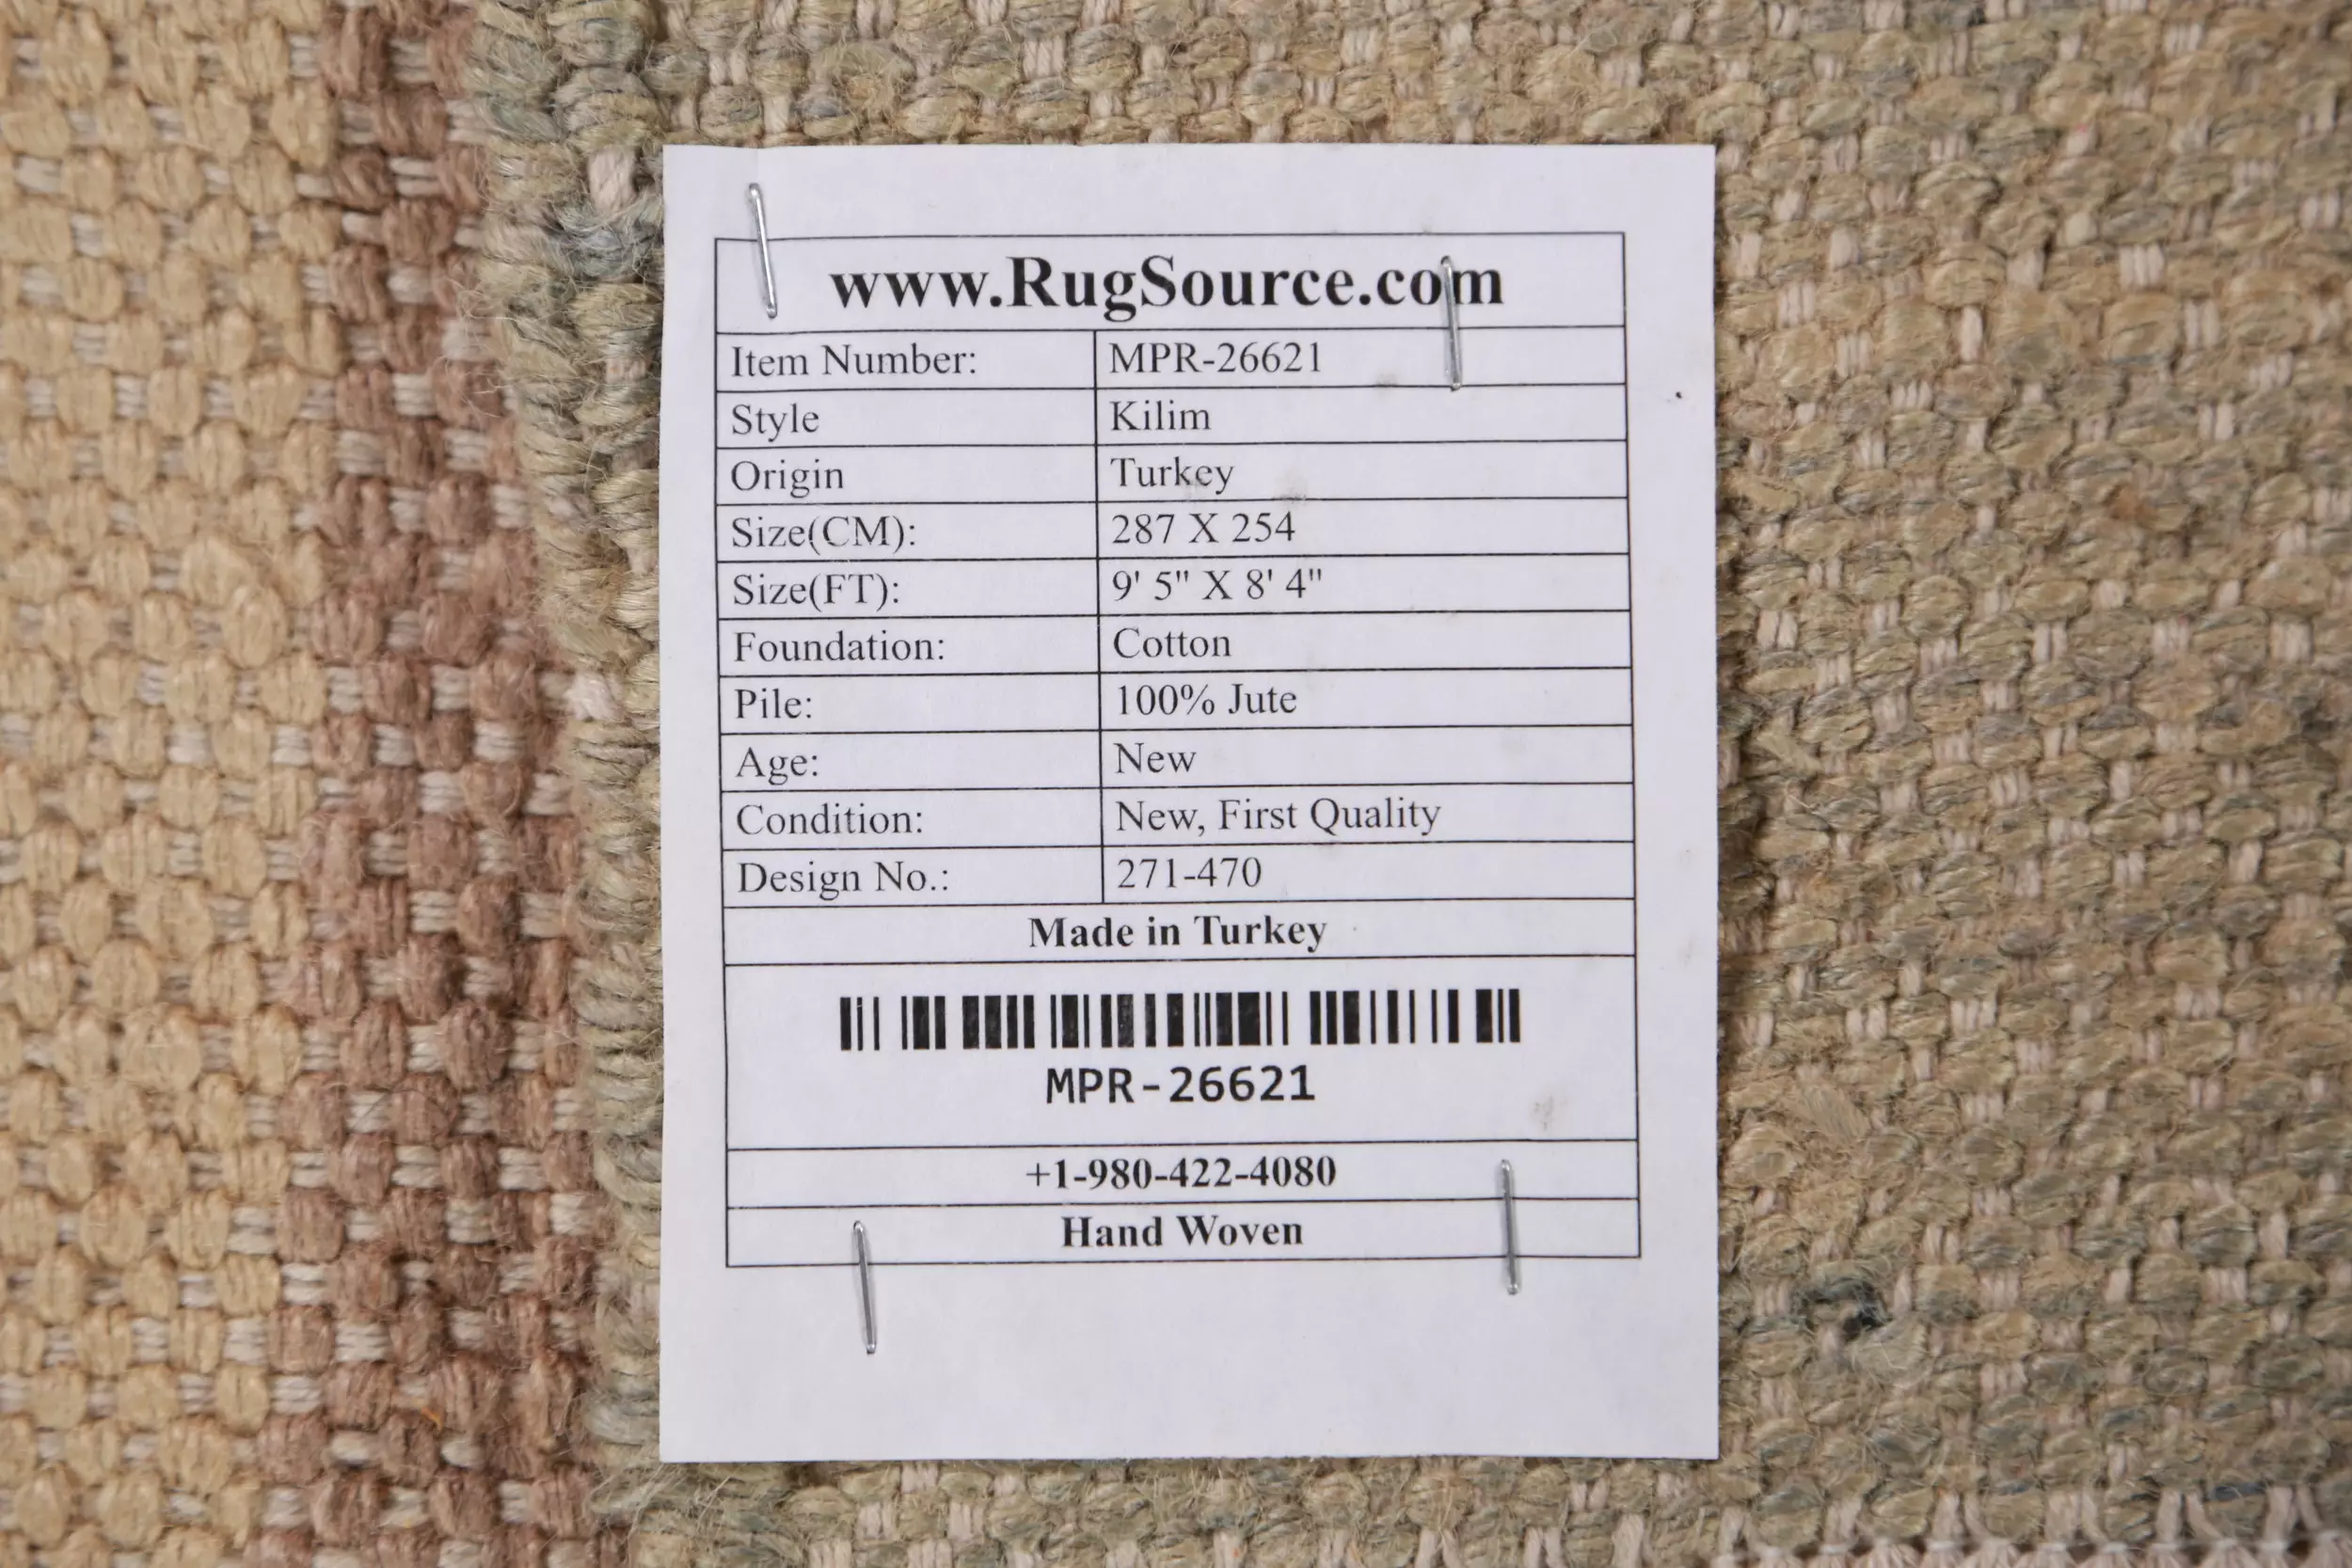 www.RugSource.com
Item Number: MPR-26621
Style Kilim
Origin Turkey
Size(CM): 287 X 254
Size(FT): 9' 5" X 8' 4"
Foundation: Cotton
Pile: 100% Jute
Age: New
Condition: New, First Quality
Design No.: 271-470
Made in Turkey
MPR-26621
+1-980-422-4080
Hand Woven